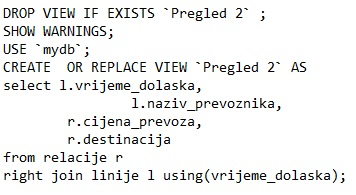 DROP VIEW IF EXISTS `Pregled 2` ;
SHOW WARNINGS;
USE `mydb`;
CREATE  OR REPLACE VIEW `Pregled 2` AS
select l.vrijeme_dolaska,
l.naziv_prevoznika,
r.cijena_prevoza,
r.destinacija
from relacije r
right join linije l using(vrijeme_dolaska);